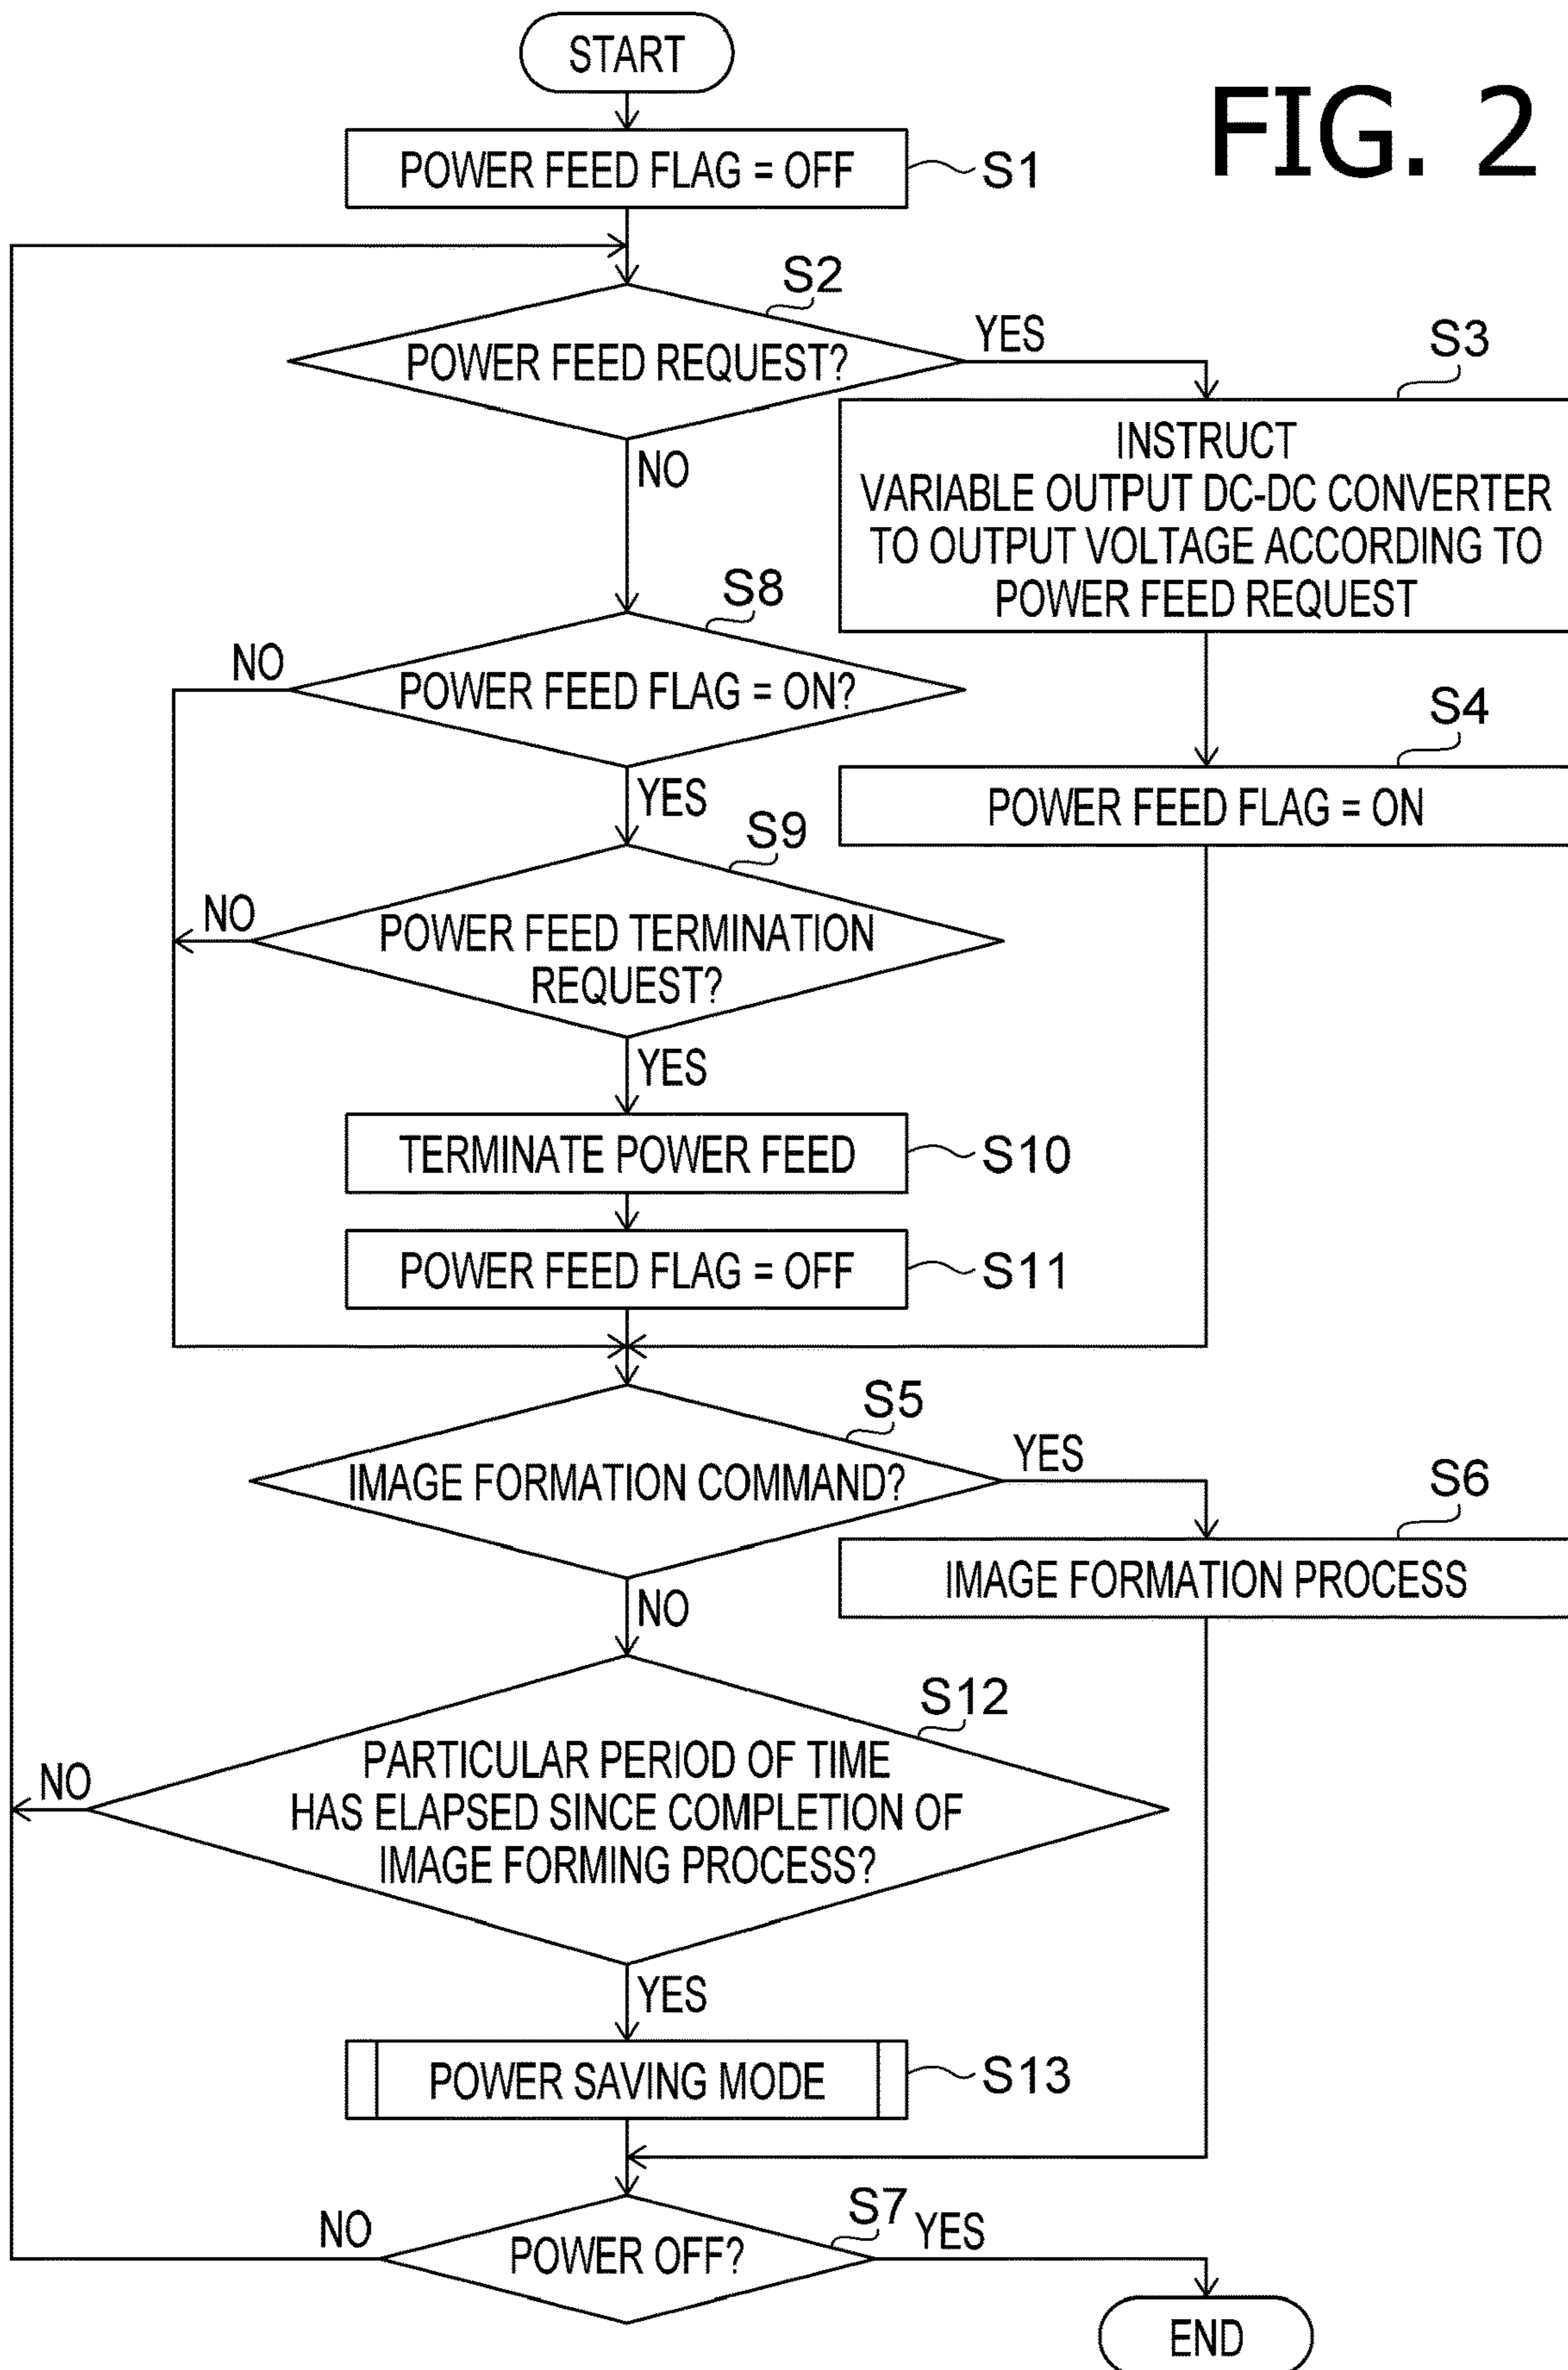 START
FIG. 2
POWER FEED FLAG = OFF
S1
S2
POWER FEED REQUEST?
YES
NO
S3
INSTRUCT
VARIABLE OUTPUT DC-DC CONVERTER
TO OUTPUT VOLTAGE ACCORDING TO
POWER FEED REQUEST
S8
NO
POWER FEED FLAG = ON?
YES
S4
POWER FEED FLAG = ON
S9
NO
POWER FEED TERMINATION
REQUEST?
YES
TERMINATE POWER FEED
S10
POWER FEED FLAG = OFF
S11
S5
IMAGE FORMATION COMMAND?
YES
NO
S6
IMAGE FORMATION PROCESS
S12
NO
PARTICULAR PERIOD OF TIME
HAS ELAPSED SINCE COMPLETION OF
IMAGE FORMING PROCESS?
YES
POWER SAVING MODE
S13
S7
NO
POWER OFF?
YES
END